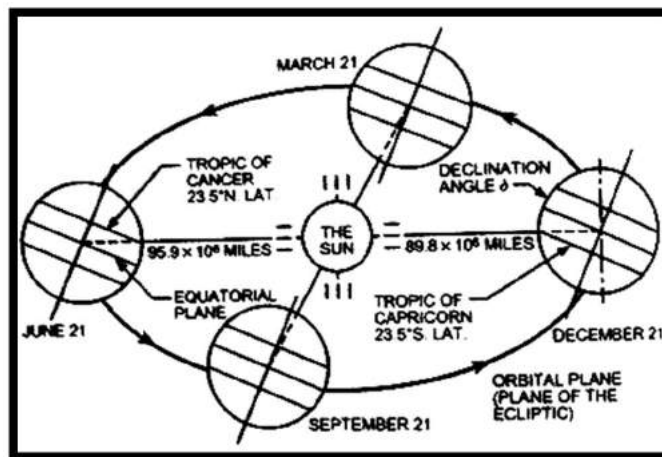 MARCH 21
TROPIC OF
CANCER
23.5°N. LAT
DECLINATION
ANGLE δ
THE
SUN
95.9 × 10⁶ MILES
89.8 × 10⁶ MILES
EQUATORIAL
PLANE
TROPIC OF
CAPRICORN
23.5°S. LAT.
JUNE 21
DECEMBER 21
ORBITAL PLANE
(PLANE OF THE
ECLIPTIC)
SEPTEMBER 21